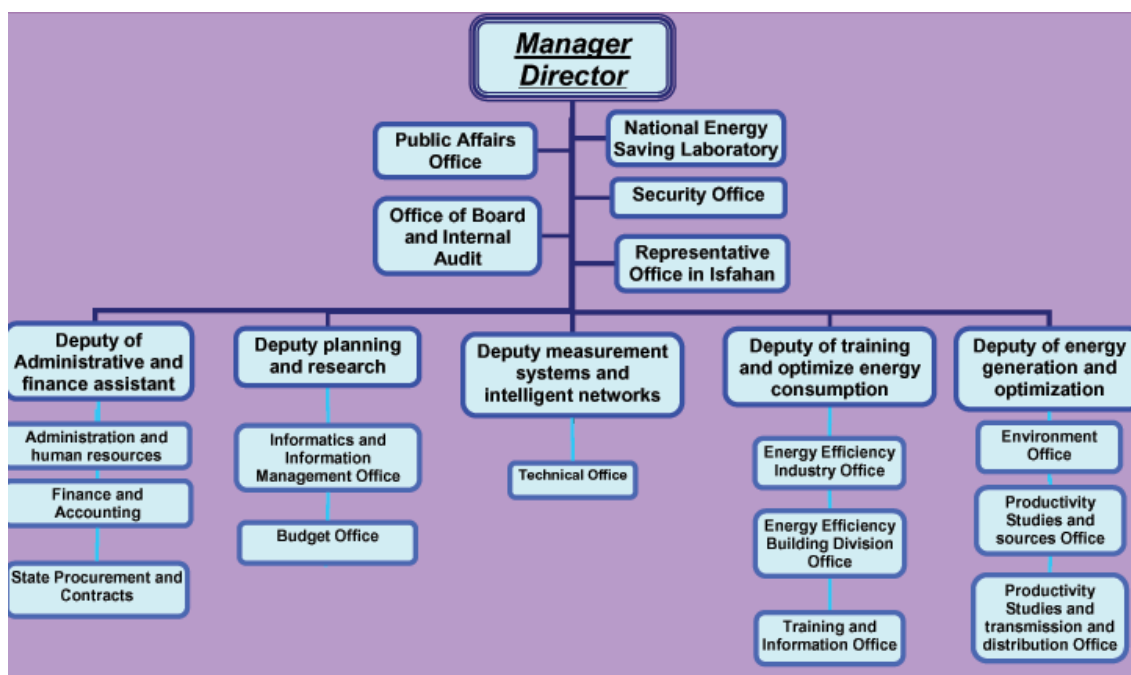 Manager
Director
Public Affairs
Office
National Energy
Saving Laboratory
Security Office
Office of Board
and Internal
Audit
Representative
Office in Isfahan
Deputy of
Administrative and
finance assistant
Deputy planning
and research
Deputy measurement
systems and
intelligent networks
Deputy of training
and optimize energy
consumption
Deputy of energy
generation and
optimization
Administration and
human resources
Finance and
Accounting
State Procurement and
Contracts
Informatics and
Information
Management Office
Budget Office
Technical Office
Energy Efficiency
Industry Office
Energy Efficiency
Building Division
Office
Training and
Information Office
Environment
Office
Productivity
Studies and
sources Office
Productivity
Studies and
transmission and
distribution Office